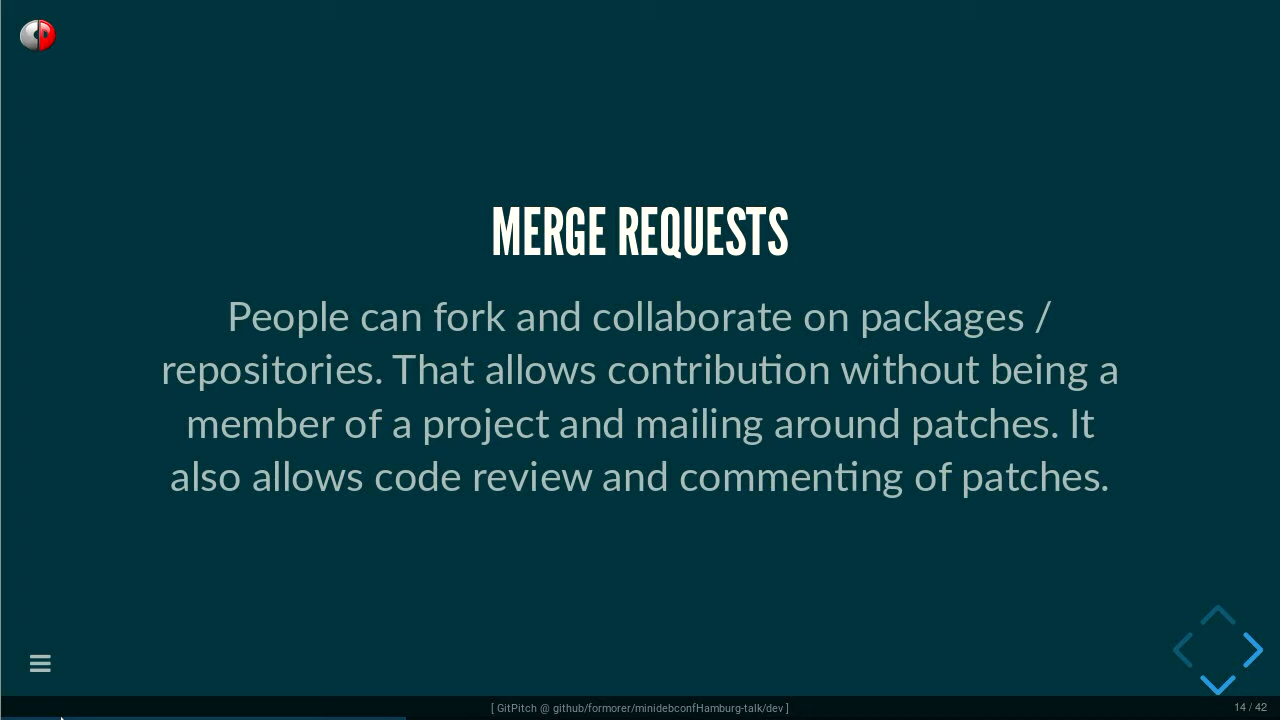 MERGE REQUESTS
People can fork and collaborate on packages /
repositories. That allows contribution without being a
member of a project and mailing around patches. It
also allows code review and commenting of patches.
[ GitPitch @ github/formorer/minidebconfHamburg-talk/dev ]
14 / 42